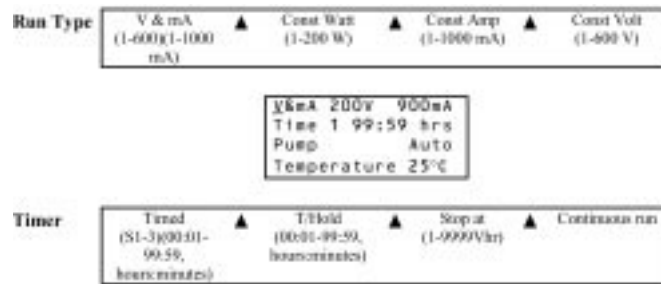 Run Type
V & mA ▲ Const Watt ▲ Const Amp ▲ Const Volt
(1-600)(1-1000 (1-200 W) (1-1000 mA) (1-600 V)
mA)
V&mA 200V 900mA
Time 1 99:59 hrs
Pump Auto
Temperature 25°C
Timer
Timed ▲ T/Hold ▲ Stop at ▲ Continuous run
(S1-3)(00:01- (00:01-99:59, (1-9999Vhr)
99:59, hours:minutes)
hours:minutes)